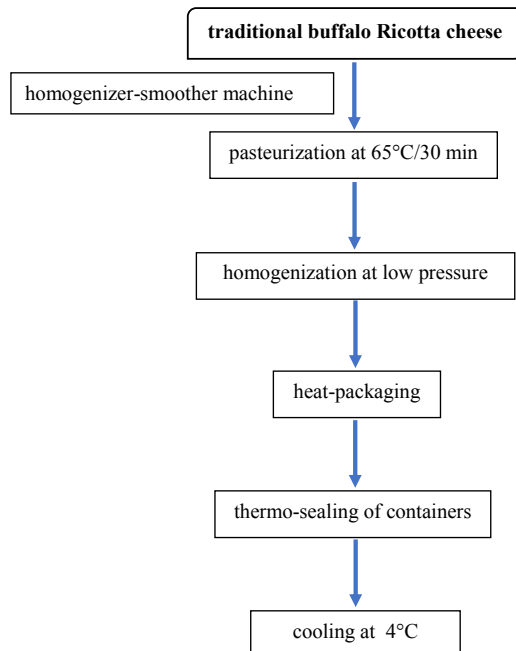 traditional buffalo Ricotta cheese
homogenizer-smoother machine
pasteurization at 65°C/30 min
homogenization at low pressure
heat-packaging
thermo-sealing of containers
cooling at 4°C